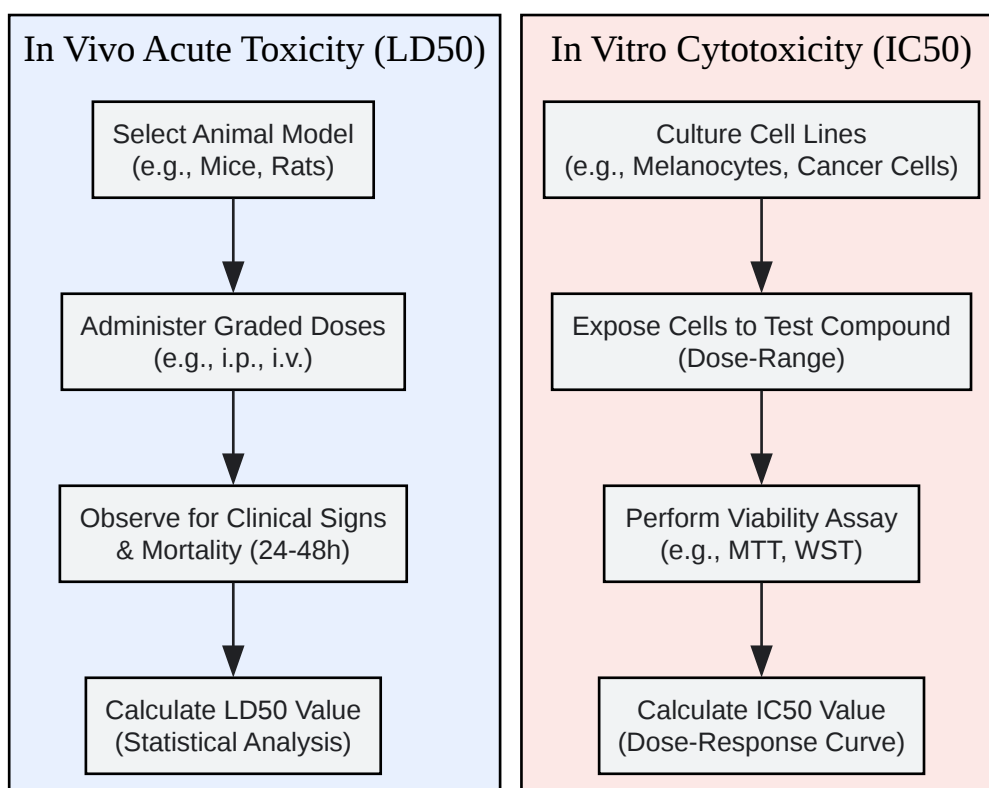 In Vivo Acute Toxicity (LD50)
Select Animal Model
(e.g., Mice, Rats)
Administer Graded Doses
(e.g., i.p., i.v.)
Observe for Clinical Signs
& Mortality (24-48h)
Calculate LD50 Value
(Statistical Analysis)
In Vitro Cytotoxicity (IC50)
Culture Cell Lines
(e.g., Melanocytes, Cancer Cells)
Expose Cells to Test Compound
(Dose-Range)
Perform Viability Assay
(e.g., MTT, WST)
Calculate IC50 Value
(Dose-Response Curve)